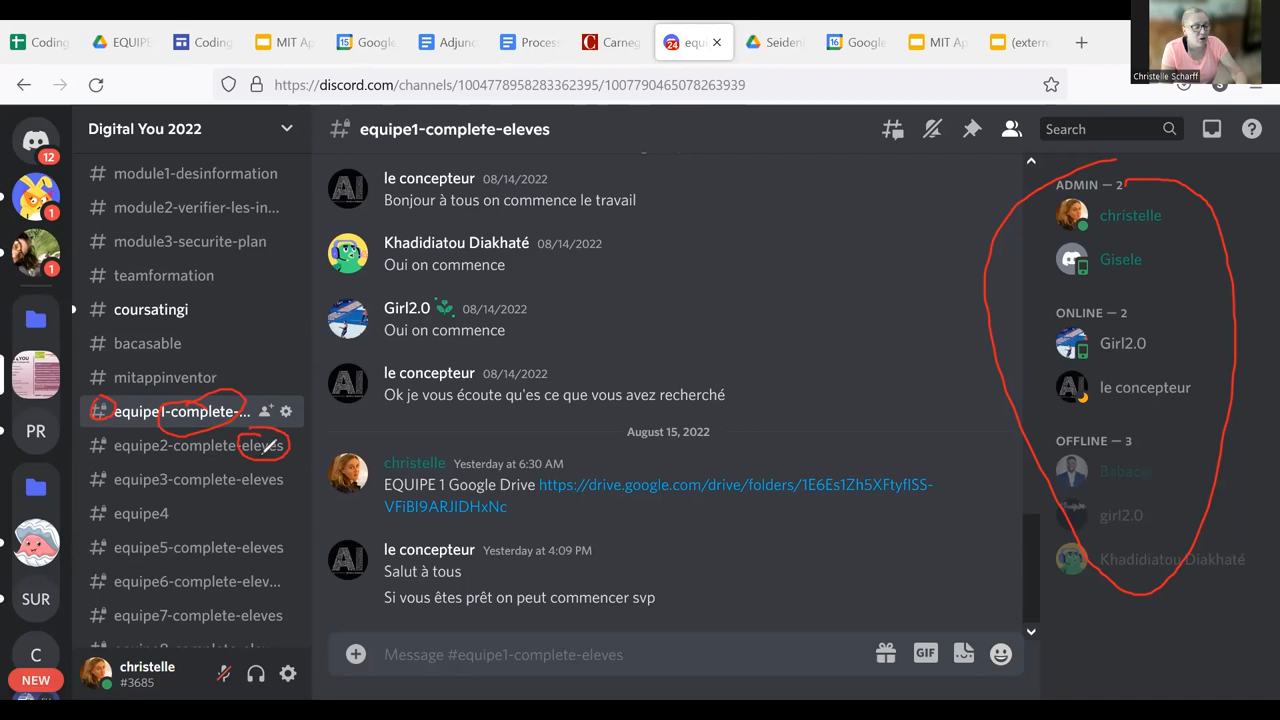 Coding
EQUIPE
Coding
MIT Ap
Google
Adjunc
Proces
Carneg
24
equi
Seiden
Google
MIT Ap
(extern
https://discord.com/channels/1004778958283362395/1007790465078263939
Christelle Scharff
Digital You 2022
equipe1-complete-eleves
Search
12
1
1
PR
SUR
C
NEW
module1-desinformation
module2-verifier-les-in...
module3-securite-plan
teamformation
coursatingi
bacasable
mitappinventor
equipe1-complete-...
equipe2-complete-eleves
equipe3-complete-eleves
equipe4
equipe5-complete-eleves
equipe6-complete-elev...
equipe7-complete-eleves
christelle
#3685
le concepteur 08/14/2022
Bonjour à tous on commence le travail
Khadidiatou Diakhaté 08/14/2022
Oui on commence
Girl2.0 08/14/2022
Oui on commence
le concepteur 08/14/2022
Ok je vous écoute qu'es ce que vous avez recherché
August 15, 2022
christelle Yesterday at 6:30 AM
EQUIPE 1 Google Drive https://drive.google.com/drive/folders/1E6Es1Zh5XFtyfISS-
VFiBI9ARJIDHxNc
le concepteur Yesterday at 4:09 PM
Salut à tous
Si vous êtes prêt on peut commencer svp
Message #equipe1-complete-eleves
GIF
ADMIN — 2
christelle
Gisele
ONLINE — 2
Girl2.0
le concepteur
OFFLINE — 3
girl2.0
Khadidiatou Diakhaté